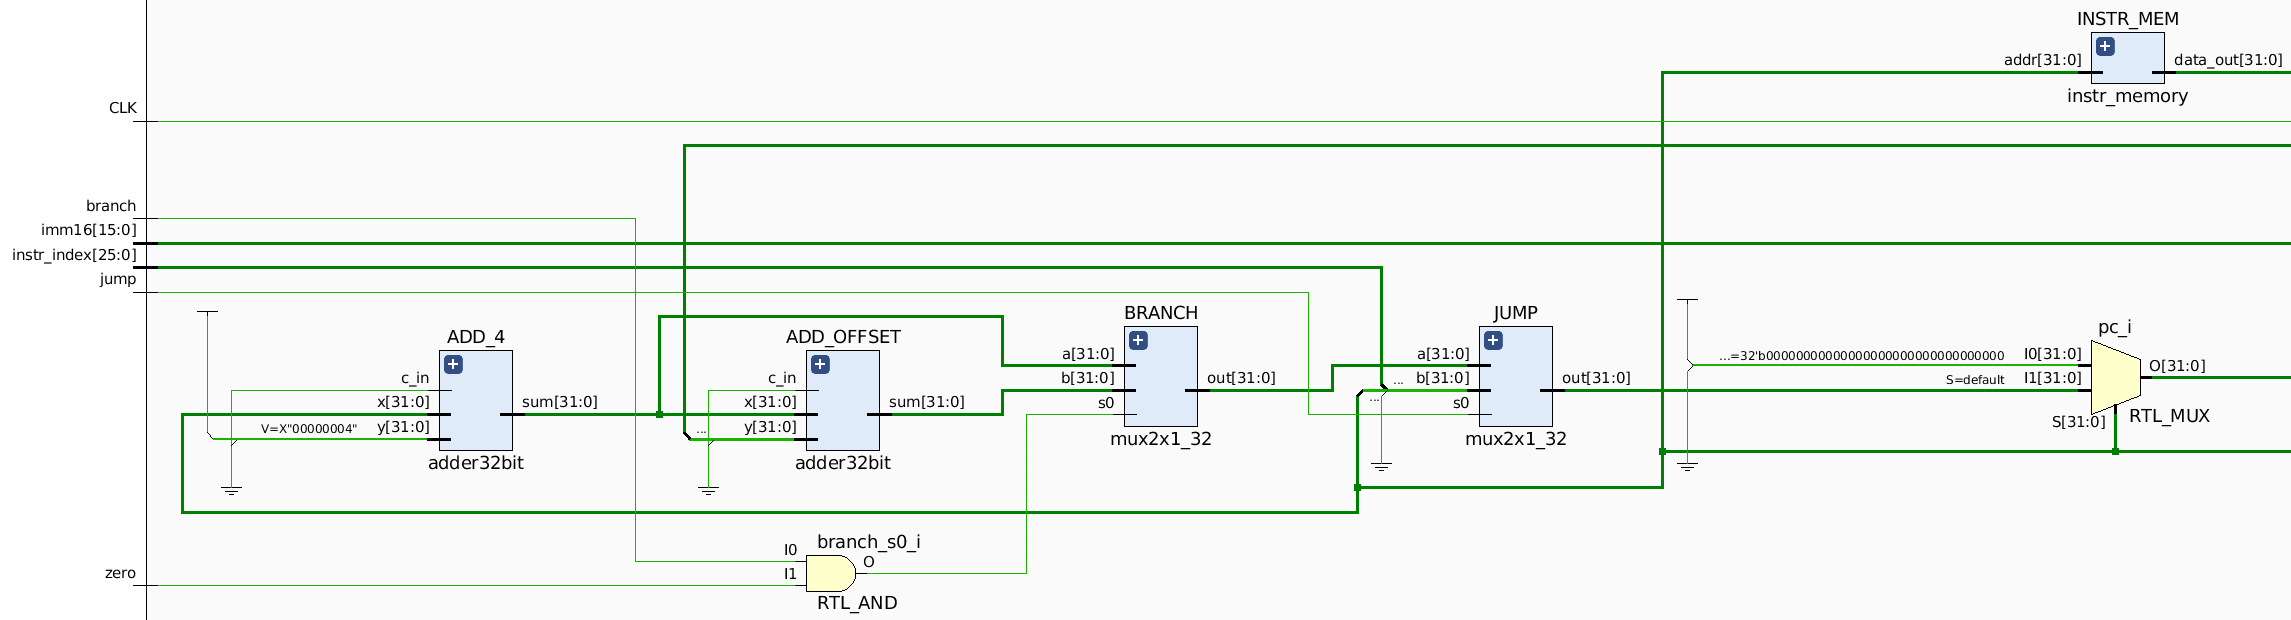 INSTR_MEM
addr[31:0]
data_out[31:0]
instr_memory
CLK
branch
imm16[15:0]
instr_index[25:0]
jump
zero
ADD_4
c_in
x[31:0]
V=X"00000004"
y[31:0]
sum[31:0]
adder32bit
ADD_OFFSET
c_in
x[31:0]
...
y[31:0]
sum[31:0]
adder32bit
BRANCH
a[31:0]
b[31:0]
s0
out[31:0]
mux2x1_32
JUMP
a[31:0]
...
b[31:0]
...
s0
out[31:0]
mux2x1_32
pc_i
...=32'b00000000000000000000000000000000
I0[31:0]
S=default
I1[31:0]
O[31:0]
S[31:0]
RTL_MUX
branch_s0_i
I0
I1
O
RTL_AND